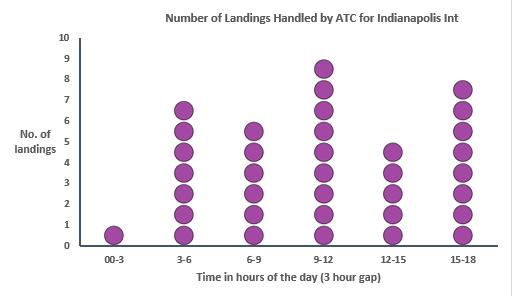 Number of Landings Handled by ATC for Indianapolis Int
10
9
8
7
6
5
4
3
2
1
0
No. of
landings
00-3 3-6 6-9 9-12 12-15 15-18
Time in hours of the day (3 hour gap)